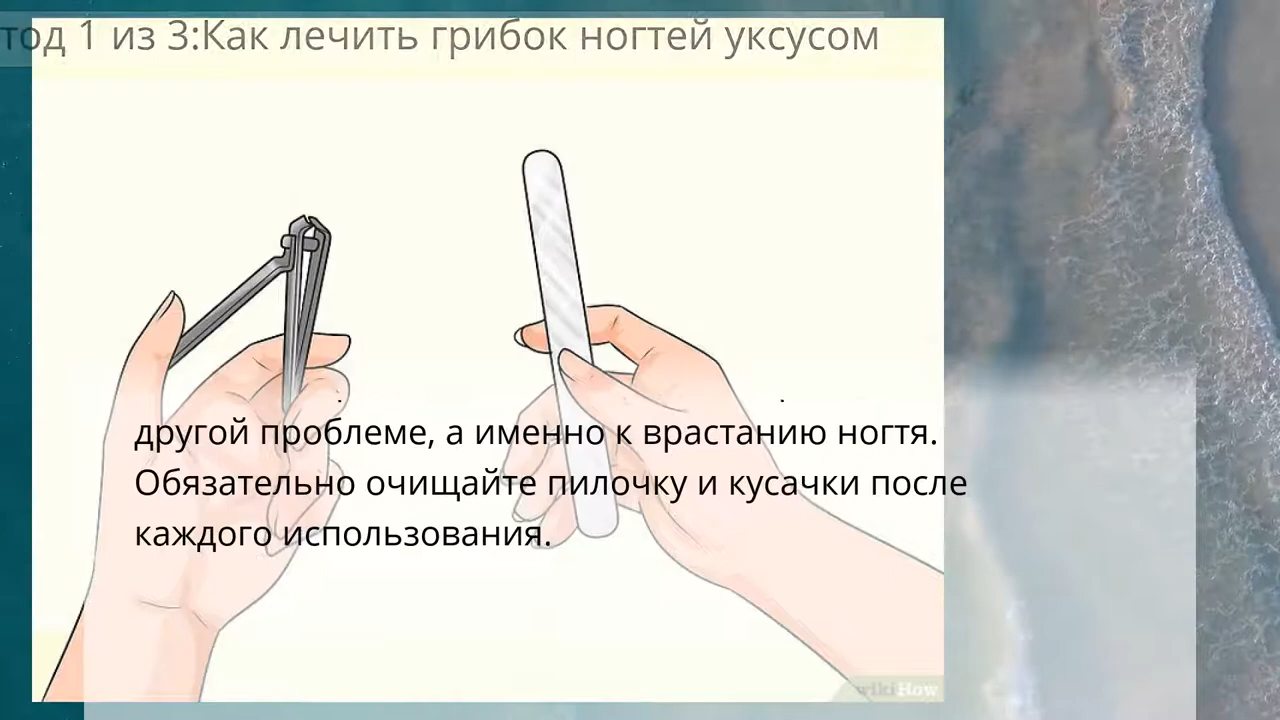 тод 1 из 3:Как лечить грибок ногтей уксусом
другой проблеме, а именно к врастанию ногтя.
Обязательно очищайте пилочку и кусачки после
каждого использования.
wikiHow